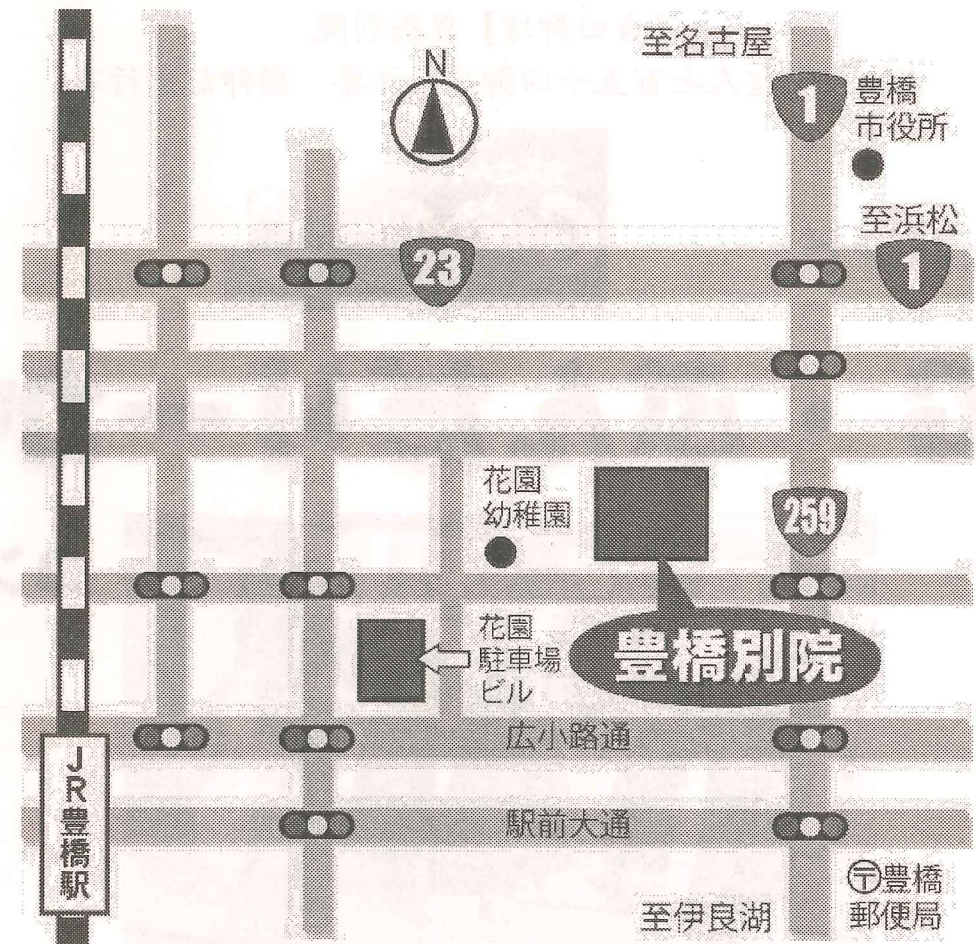 N
至名古屋
1
豊橋
市役所
至浜松
1
23
花園
幼稚園
259
花園
駐車場
ビル
豊橋別院
広小路通
JR豊橋駅
駅前大通
〒豊橋
郵便局
至伊良湖